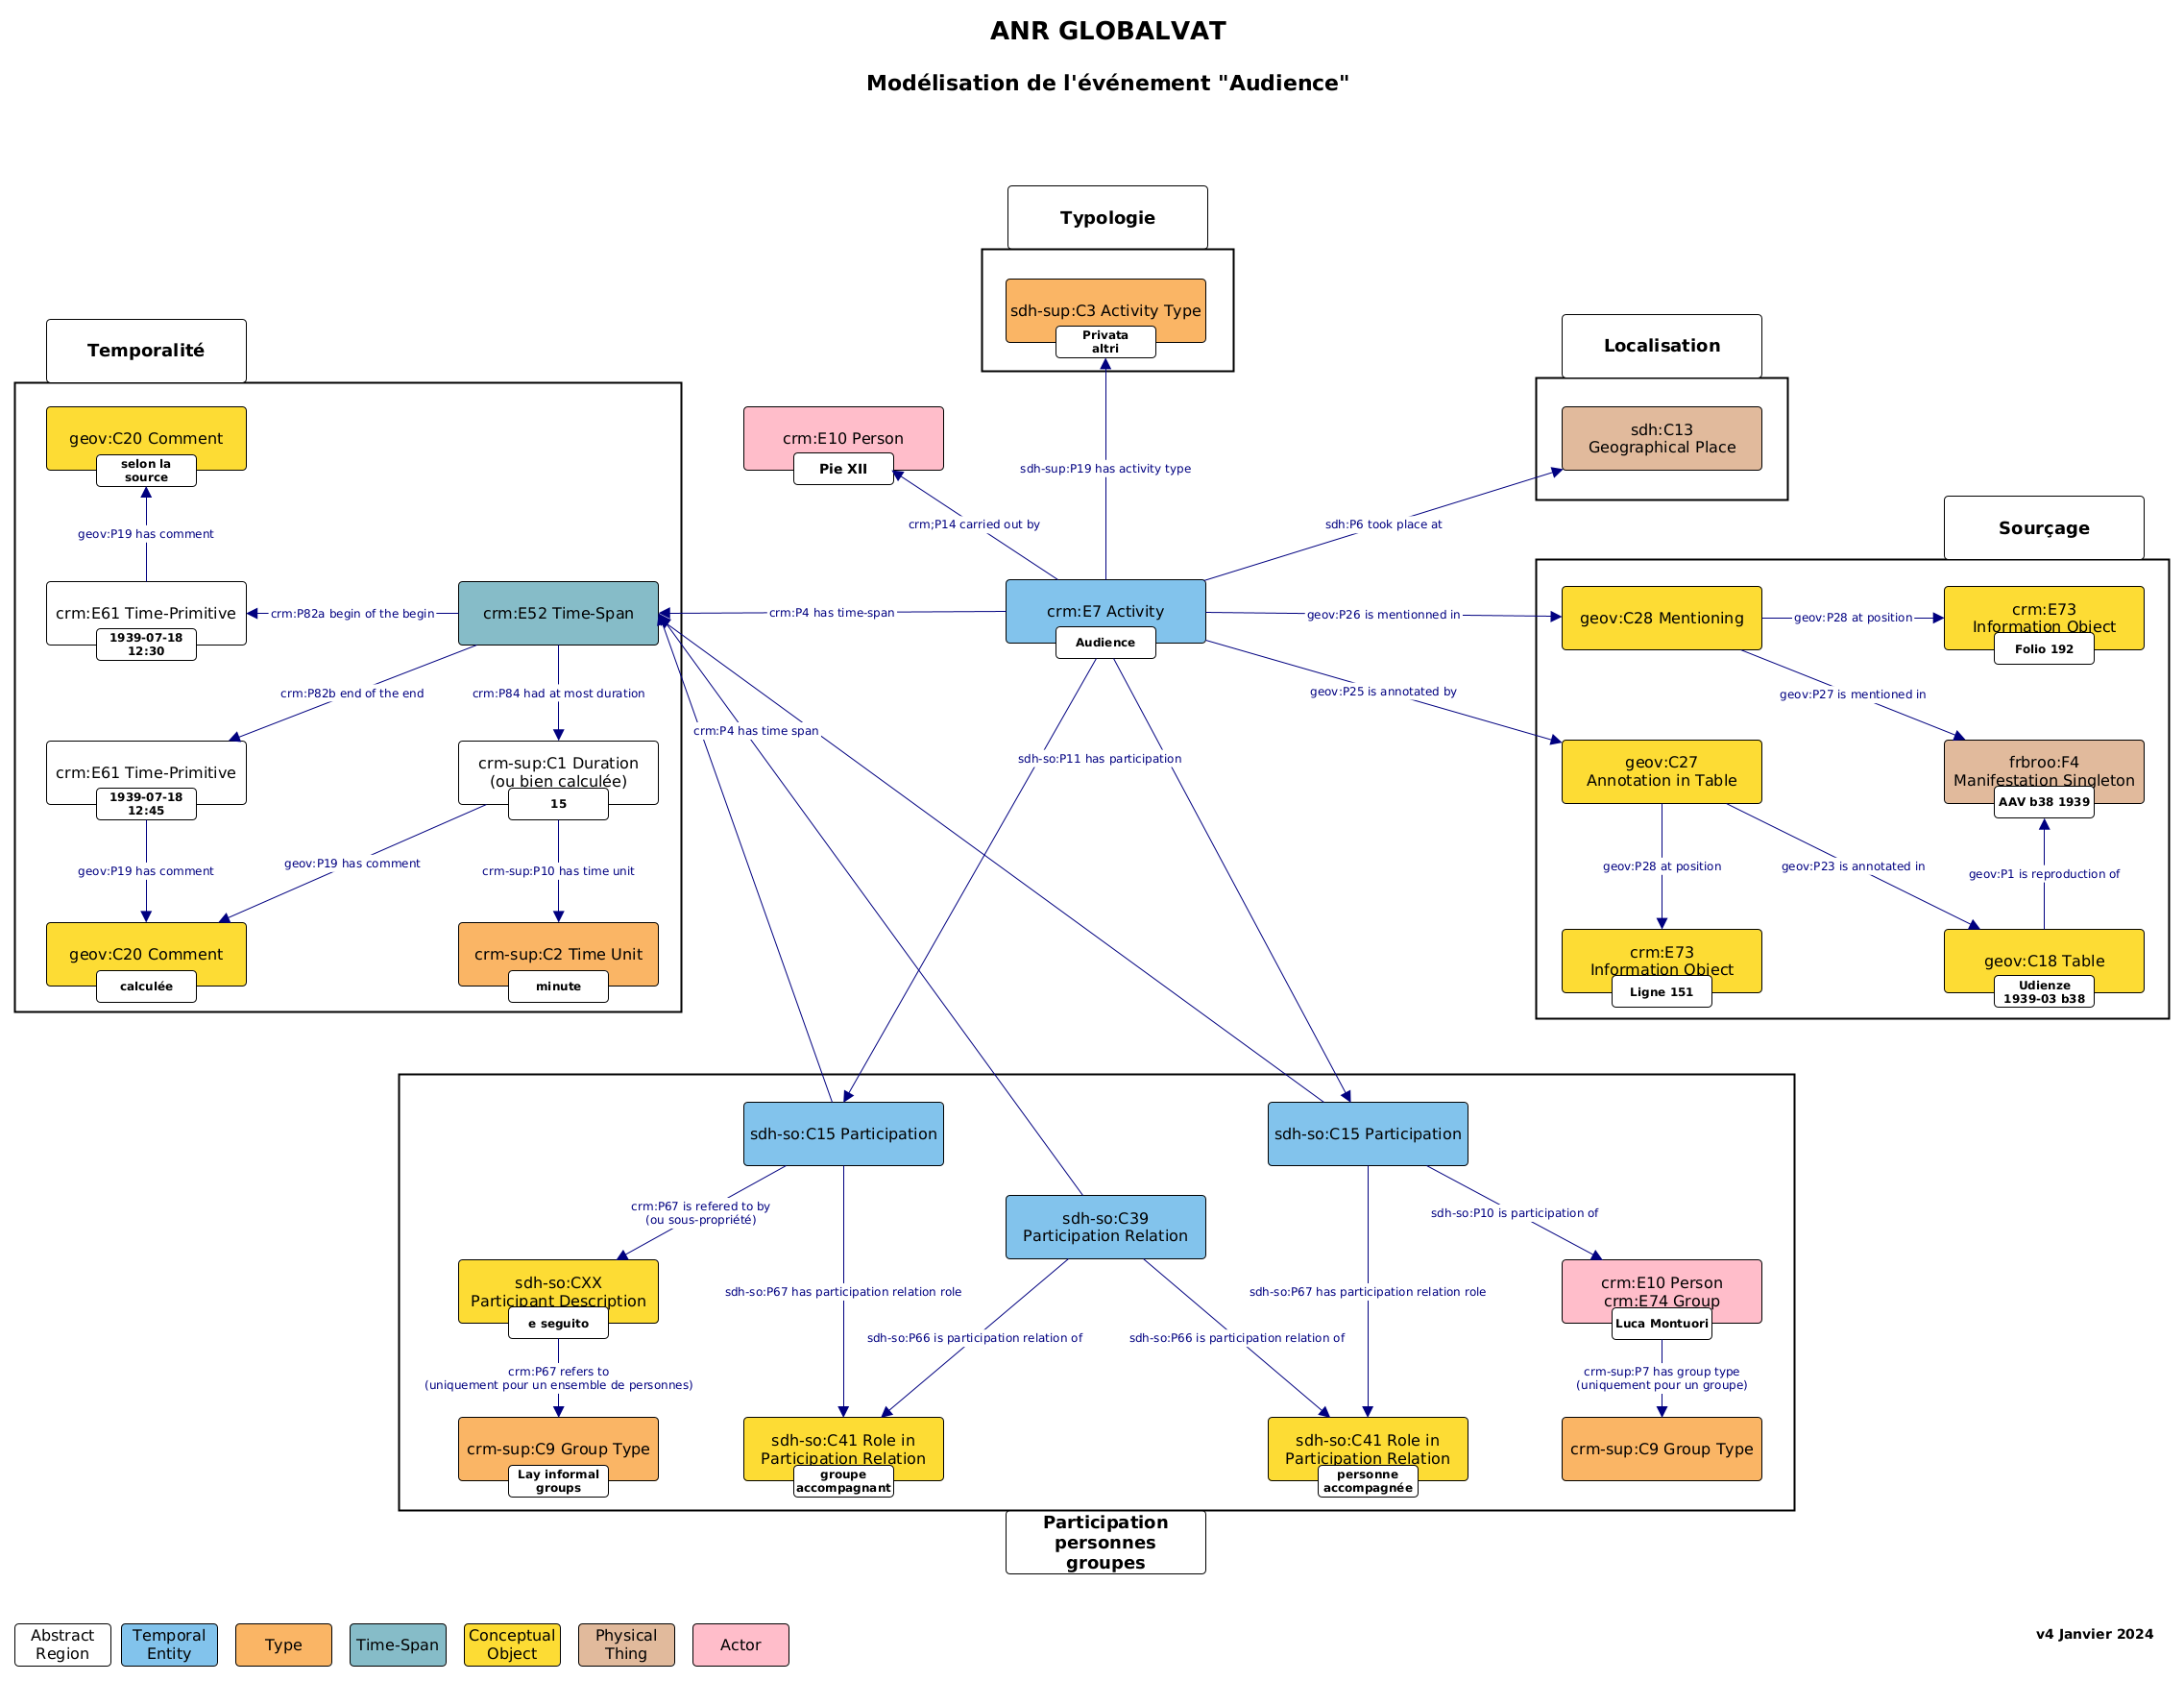 ANR GLOBALVAT
Modélisation de l'événement "Audience"
Typologie
sdh-sup:C3 Activity Type
Privata
altri
sdh-sup:P19 has activity type
Temporalité
geov:C20 Comment
selon la
source
geov:P19 has comment
crm:E61 Time-Primitive
1939-07-18
12:30
crm:P82a begin of the begin
crm:E52 Time-Span
crm:P82b end of the end
crm:P84 had at most duration
crm:E61 Time-Primitive
1939-07-18
12:45
crm-sup:C1 Duration
(ou bien calculée)
15
geov:P19 has comment
geov:P19 has comment
crm-sup:P10 has time unit
geov:C20 Comment
calculée
crm-sup:C2 Time Unit
minute
crm:E10 Person
Pie XII
crm;P14 carried out by
crm:P4 has time-span
crm:E7 Activity
Audience
crm:P4 has time span
sdh-so:P11 has participation
Localisation
sdh:C13
Geographical Place
sdh:P6 took place at
Sourçage
geov:P26 is mentionned in
geov:C28 Mentioning
geov:P28 at position
crm:E73
Information Object
Folio 192
geov:P25 is annotated by
geov:P27 is mentioned in
geov:C27
Annotation in Table
frbroo:F4
Manifestation Singleton
AAV b38 1939
geov:P28 at position
geov:P23 is annotated in
geov:P1 is reproduction of
crm:E73
Information Object
Ligne 151
geov:C18 Table
Udienze
1939-03 b38
sdh-so:C15 Participation
sdh-so:C15 Participation
crm:P67 is refered to by
(ou sous-propriété)
sdh-so:C39
Participation Relation
sdh-so:P10 is participation of
sdh-so:CXX
Participant Description
e seguito
sdh-so:P67 has participation relation role
sdh-so:P67 has participation relation role
crm:E10 Person
crm:E74 Group
Luca Montuori
sdh-so:P66 is participation relation of
sdh-so:P66 is participation relation of
crm:P67 refers to
(uniquement pour un ensemble de personnes)
crm-sup:P7 has group type
(uniquement pour un groupe)
crm-sup:C9 Group Type
Lay informal
groups
sdh-so:C41 Role in
Participation Relation
groupe
accompagnant
sdh-so:C41 Role in
Participation Relation
personne
accompagnée
crm-sup:C9 Group Type
Participation
personnes
groupes
Abstract
Region
Temporal
Entity
Type
Time-Span
Conceptual
Object
Physical
Thing
Actor
v4 Janvier 2024